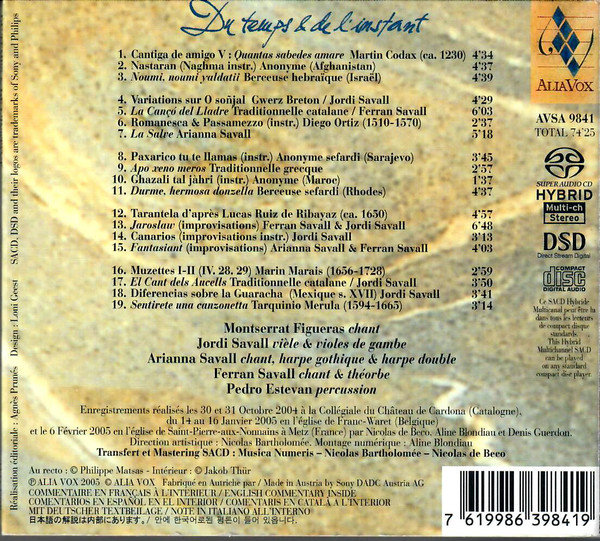 Du temps & de l'instant
1. Cantiga de amigo V : Quantas sabedes amare Martin Codax (ca. 1230) 4'34
2. Nastaran (Naghma instr.) Anonyme (Afghanistan) 4'37
3. Noumi, noumi yaldatii Berceuse hebraïque (Israël) 4'39
4. Variations sur O soñjal Gwerz Breton / Jordi Savall 4'29
5. La Cançó del Lladre Traditionnelle catalane / Ferran Savall 6'03
6. Romanesca & Passamezzo (instr.) Diego Ortiz (1510-1570) 2'37
7. La Salve Arianna Savall 5'18
8. Paxarico tu te llamas (instr.) Anonyme sefardi (Sarajevo) 3'45
9. Apo xeno meros Traditionnelle grecque 2'57
10. Ghazali tal jahri (instr.) Anonyme (Maroc) 1'37
11. Durme, hermosa donzella Berceuse sefardi (Rhodes) 4'37
12. Tarantela d'après Lucas Ruiz de Ribayaz (ca. 1650) 4'57
13. Jaroslaw (improvisations) Ferran & Jordi Savall 6'48
14. Canarios (improvisations instr.) Jordi Savall 3'13
15. Fantasiant (improvisations) Arianna Savall & Ferran Savall 4'03
16. Muzettes I-II (IV. 28. 29) Marin Marais (1656-1728) 2'59
17. El Cant dels Aucells Traditionnelle catalane / Jordi Savall 4'50
18. Diferencias sobre la Guaracha (Mexique s. XVII) Jordi Savall 3'41
19. Sentirete una canzonetta Tarquinio Merula (1594-1665) 3'14
Montserrat Figueras chant
Jordi Savall vièle & violes de gambe
Arianna Savall chant, harpe gothique & harpe double
Ferran Savall chant & théorbe
Pedro Estevan percussion
Enregistrements réalisés les 30 et 31 Octobre 2004 à la Collégiale du Château de Cardona (Catalogne),
du 14 au 16 Janvier 2005 en l'église de Franc-Waret (Belgique)
et le 6 Février 2005 en l'église de Saint-Pierre-aux-Nonnains à Metz (France) par Nicolas de Beco, Aline Blondiau et Denis Guerdon.
Direction artistique : Nicolas Bartholomée. Montage numérique : Aline Blondiau
Transfert et Mastering SACD : Musica Numeris – Nicolas Bartholomée – Nicolas de Beco
Au recto : © Philippe Matsas - Intérieur : © Jakob Thür
℗ ALIA VOX 2005 © ALIA VOX Fabriqué en Autriche par / Made in Austria by Sony DADC Austria AG
COMMENTAIRE EN FRANÇAIS À L'INTERIEUR / ENGLISH COMMENTARY INSIDE
COMENTARIOS EN ESPAÑOL EN EL INTERIOR / COMENTARIS EN CATALÀ A L'INTERIOR
MIT DEUTSCHER TEXTBEILAGE / NOTE IN ITALIANO ALL'INTERNO
日本語の解説は内部にあります。/ 안에 한국어로된 평론이 들어 있읍니다.
ALIAVOX
AVSA 9841
TOTAL 74'25
SUPER AUDIO CD
HYBRID
Multi-ch
Stereo
DSD
Direct Stream Digital
COMPACT
disc
DIGITAL AUDIO
Ce SACD Hybride
Multicanal peut être lu
dans tous les lecteurs
de compact disque
standards.
This Hybrid
Multichannel SACD
can be played
on any standard
compact disc player.
7 619986 398419
Réalisation éditoriale : Agnès Prunés Design : Loni Geest SACD, DSD and their logos are trademarks of Sony and Philips